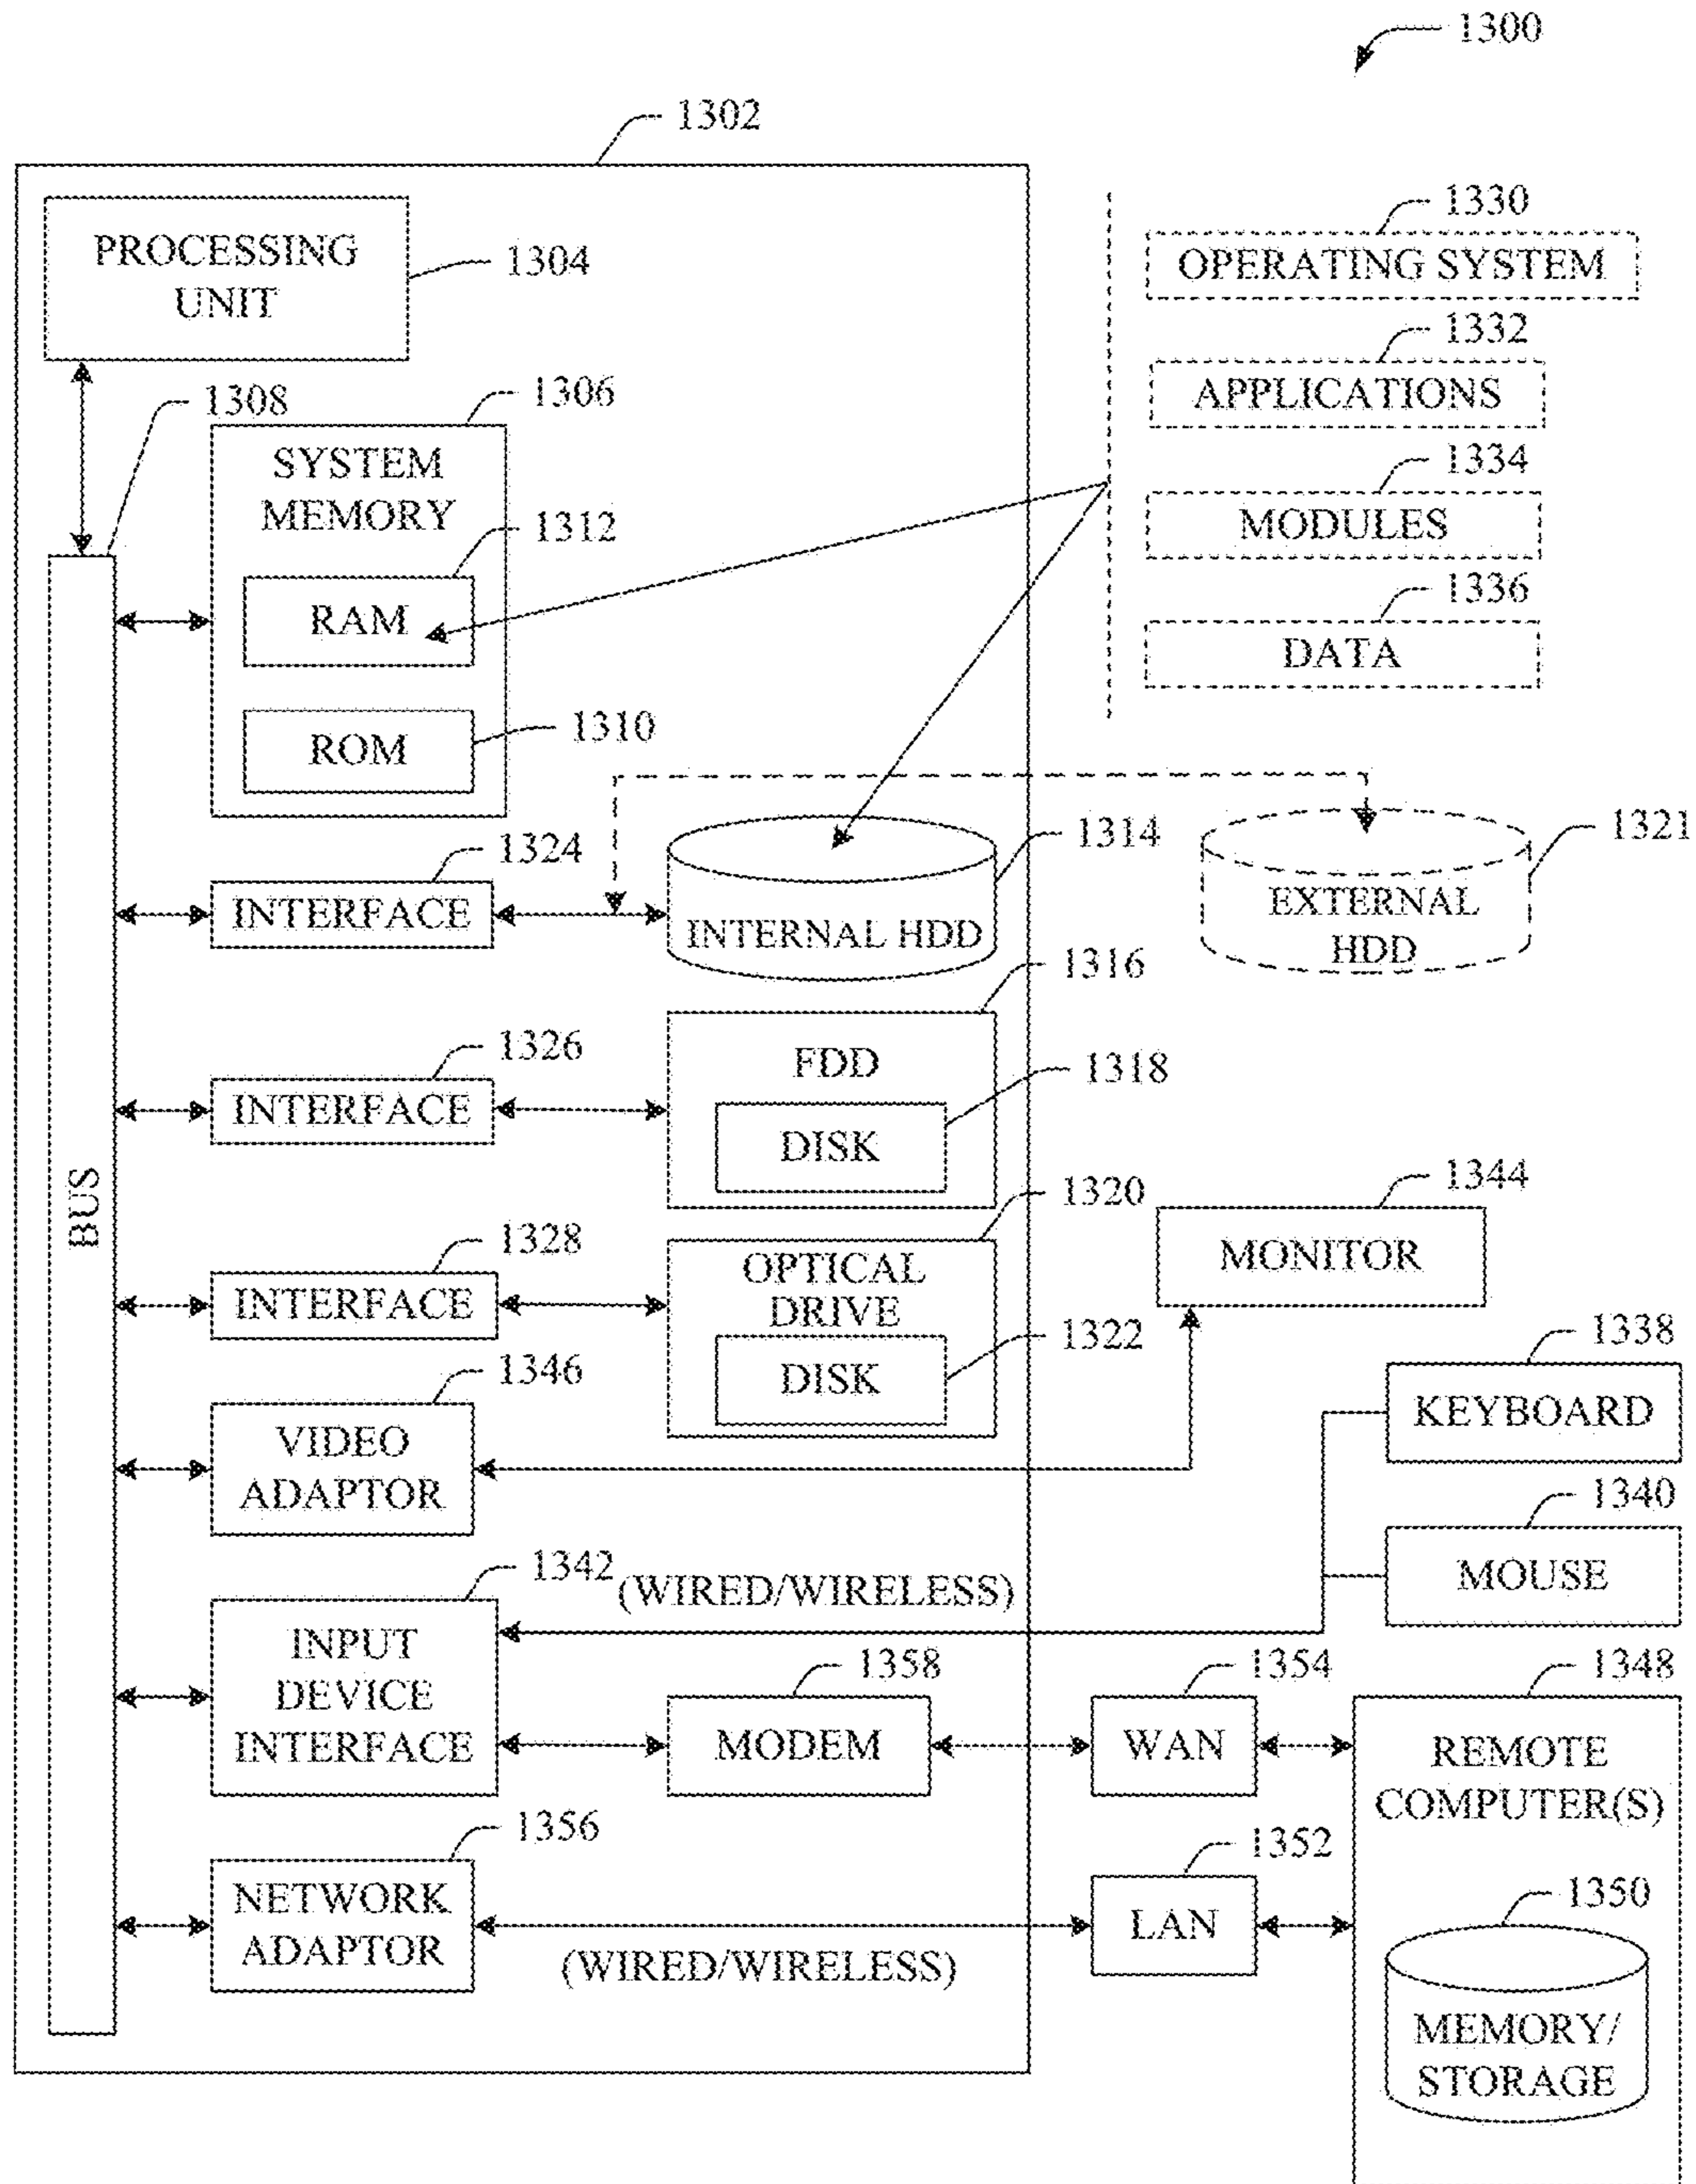 1300
1302
PROCESSING
UNIT
1304
1330
OPERATING SYSTEM
1332
APPLICATIONS
1334
MODULES
1336
DATA
1308
1306
SYSTEM
MEMORY
1312
RAM
1310
ROM
1324
INTERFACE
1314
INTERNAL HDD
1321
EXTERNAL
HDD
1316
FDD
1326
INTERFACE
1318
DISK
BUS
1320
OPTICAL
DRIVE
1328
INTERFACE
1322
DISK
1344
MONITOR
1338
KEYBOARD
1346
VIDEO
ADAPTOR
1340
MOUSE
1342
(WIRED/WIRELESS)
INPUT
DEVICE
INTERFACE
1358
MODEM
1354
WAN
1348
REMOTE
COMPUTER(S)
1356
NETWORK
ADAPTOR
(WIRED/WIRELESS)
1352
LAN
1350
MEMORY/
STORAGE